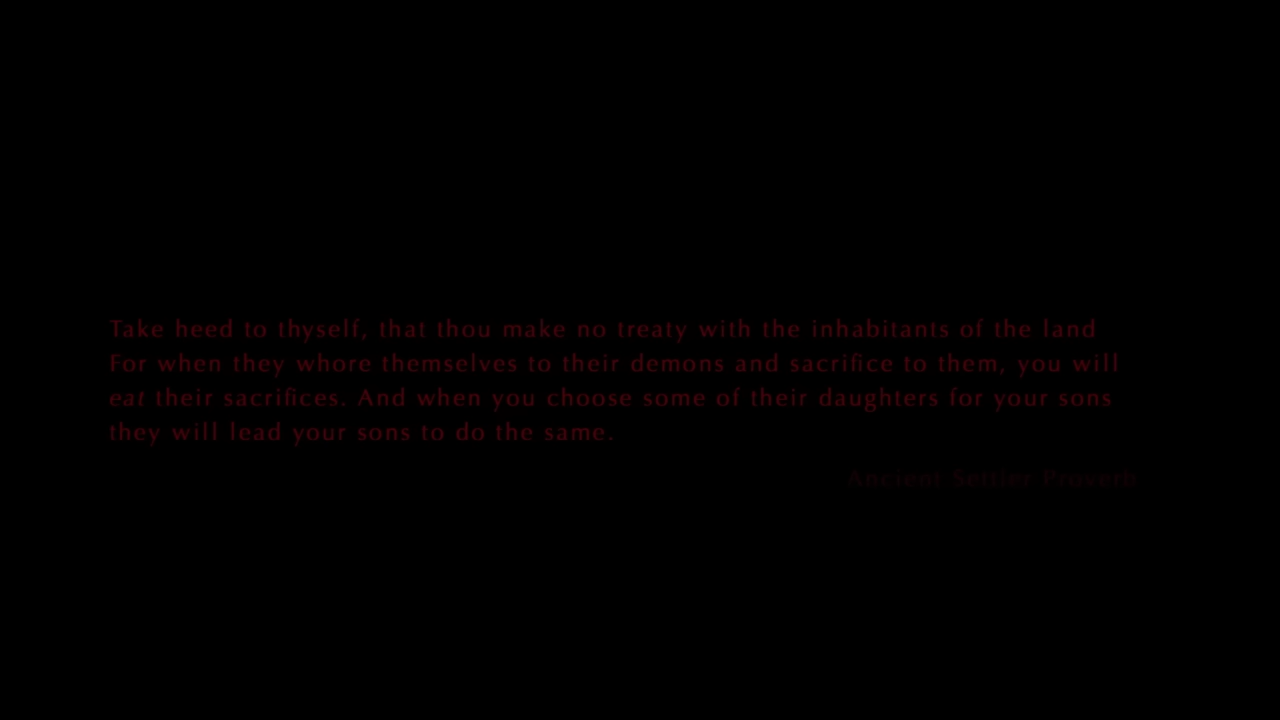 Take heed to thyself, that thou make no treaty with the inhabitants of the land
For when they whore themselves to their demons and sacrifice to them, you will
eat their sacrifices. And when you choose some of their daughters for your sons
they will lead your sons to do the same.
Ancient Settler Proverb